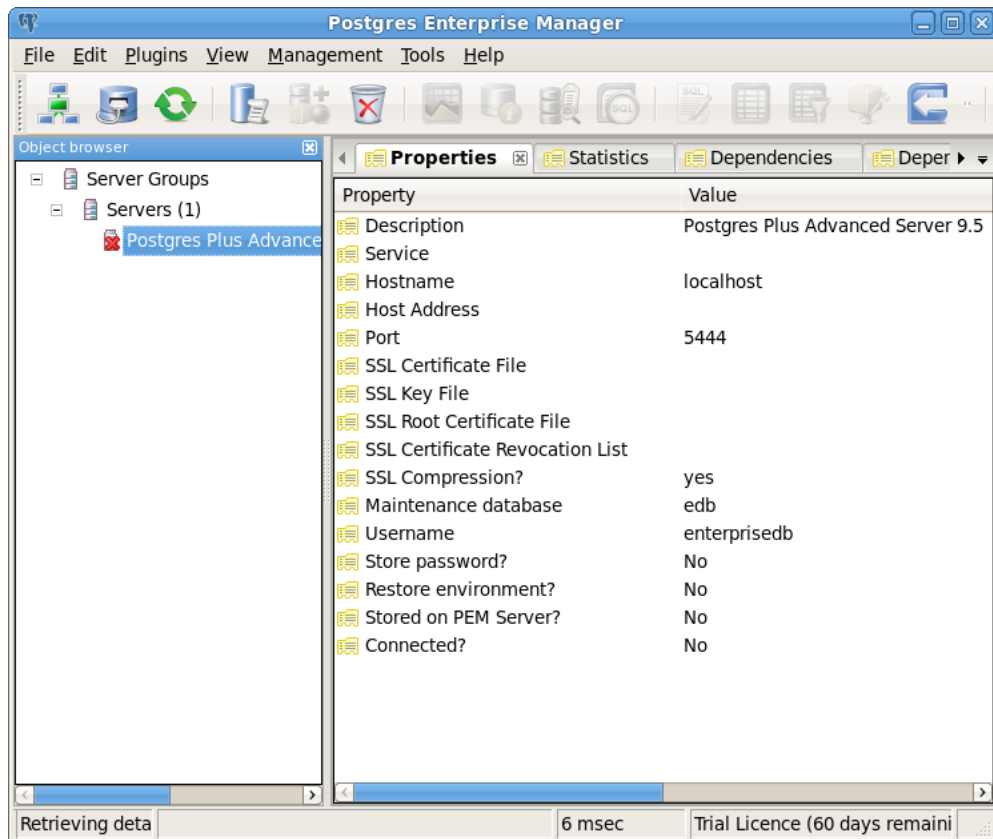 Postgres Enterprise Manager
File Edit Plugins View Management Tools Help
SQL
SQL
Object browser
Server Groups
Servers (1)
Postgres Plus Advance
Properties Statistics Dependencies Deper
Property Value
Description Postgres Plus Advanced Server 9.5
Service
Hostname localhost
Host Address
Port 5444
SSL Certificate File
SSL Key File
SSL Root Certificate File
SSL Certificate Revocation List
SSL Compression? yes
Maintenance database edb
Username enterprisedb
Store password? No
Restore environment? No
Stored on PEM Server? No
Connected? No
Retrieving deta 6 msec Trial Licence (60 days remaini